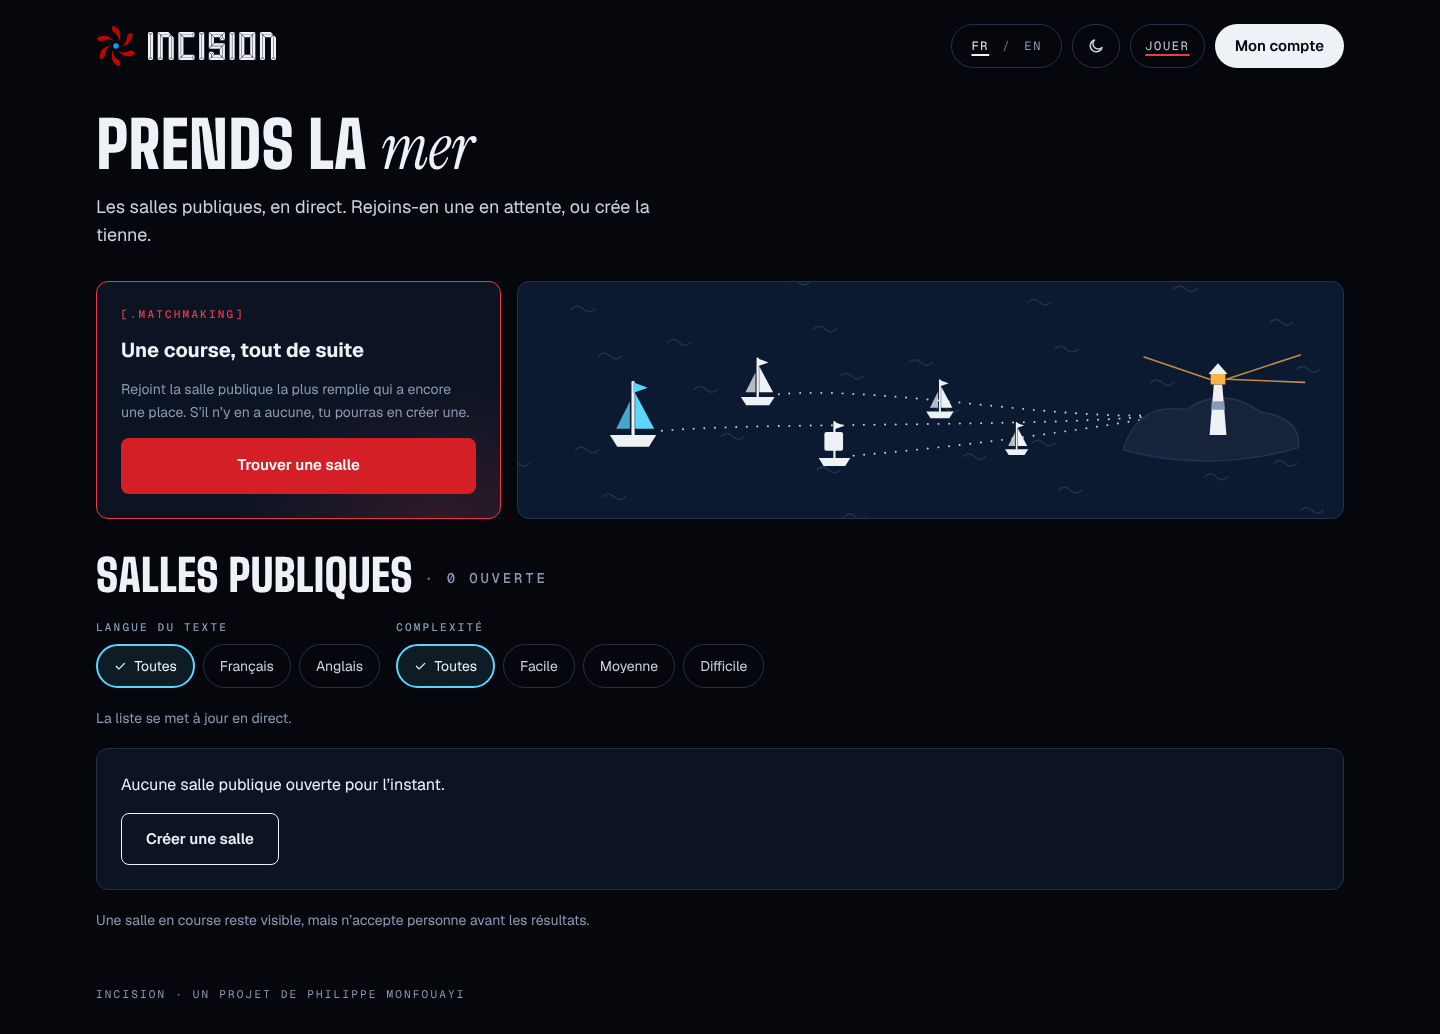 INCISION
FR / EN
JOUER
Mon compte
PRENDS LA mer
Les salles publiques, en direct. Rejoins-en une en attente, ou crée la
tienne.
[.MATCHMAKING]
Une course, tout de suite
Rejoint la salle publique la plus remplie qui a encore
une place. S’il n’y en a aucune, tu pourras en créer une.
Trouver une salle
SALLES PUBLIQUES · 0 OUVERTE
LANGUE DU TEXTE
Toutes Français Anglais
COMPLEXITÉ
Toutes Facile Moyenne Difficile
La liste se met à jour en direct.
Aucune salle publique ouverte pour l’instant.
Créer une salle
Une salle en course reste visible, mais n’accepte personne avant les résultats.
INCISION · UN PROJET DE PHILIPPE MONFOUAYI